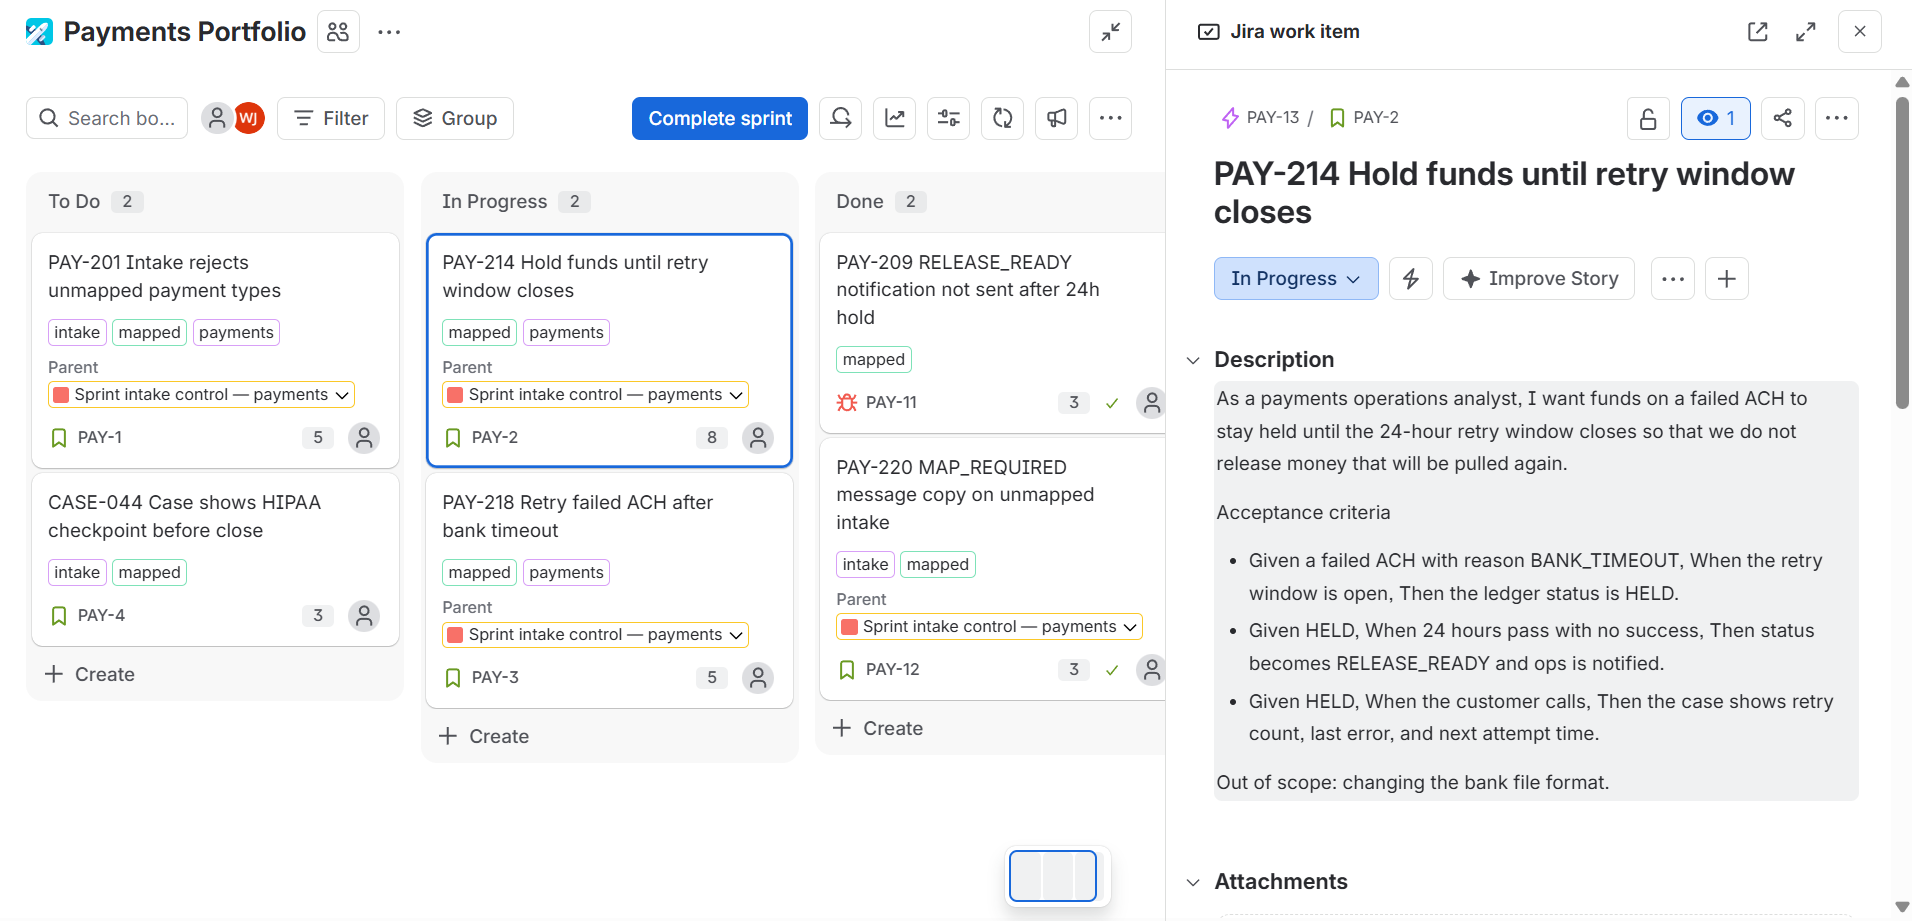 Payments Portfolio
Search bo...
WJ
Filter
Group
Complete sprint
To Do 2
PAY-201 Intake rejects
unmapped payment types
intake mapped payments
Parent
Sprint intake control — payments
PAY-1 5
CASE-044 Case shows HIPAA
checkpoint before close
intake mapped
PAY-4 3
Create
In Progress 2
PAY-214 Hold funds until retry
window closes
mapped payments
Parent
Sprint intake control — payments
PAY-2 8
PAY-218 Retry failed ACH after
bank timeout
mapped payments
Parent
Sprint intake control — payments
PAY-3 5
Create
Done 2
PAY-209 RELEASE_READY
notification not sent after 24h
hold
mapped
PAY-11 3
PAY-220 MAP_REQUIRED
message copy on unmapped
intake
intake mapped
Parent
Sprint intake control — payments
PAY-12 3
Create
Jira work item
PAY-13 / PAY-2
1
PAY-214 Hold funds until retry window
closes
In Progress
Improve Story
Description
As a payments operations analyst, I want funds on a failed ACH to
stay held until the 24-hour retry window closes so that we do not
release money that will be pulled again.
Acceptance criteria
• Given a failed ACH with reason BANK_TIMEOUT, When the retry
window is open, Then the ledger status is HELD.
• Given HELD, When 24 hours pass with no success, Then status
becomes RELEASE_READY and ops is notified.
• Given HELD, When the customer calls, Then the case shows retry
count, last error, and next attempt time.
Out of scope: changing the bank file format.
Attachments